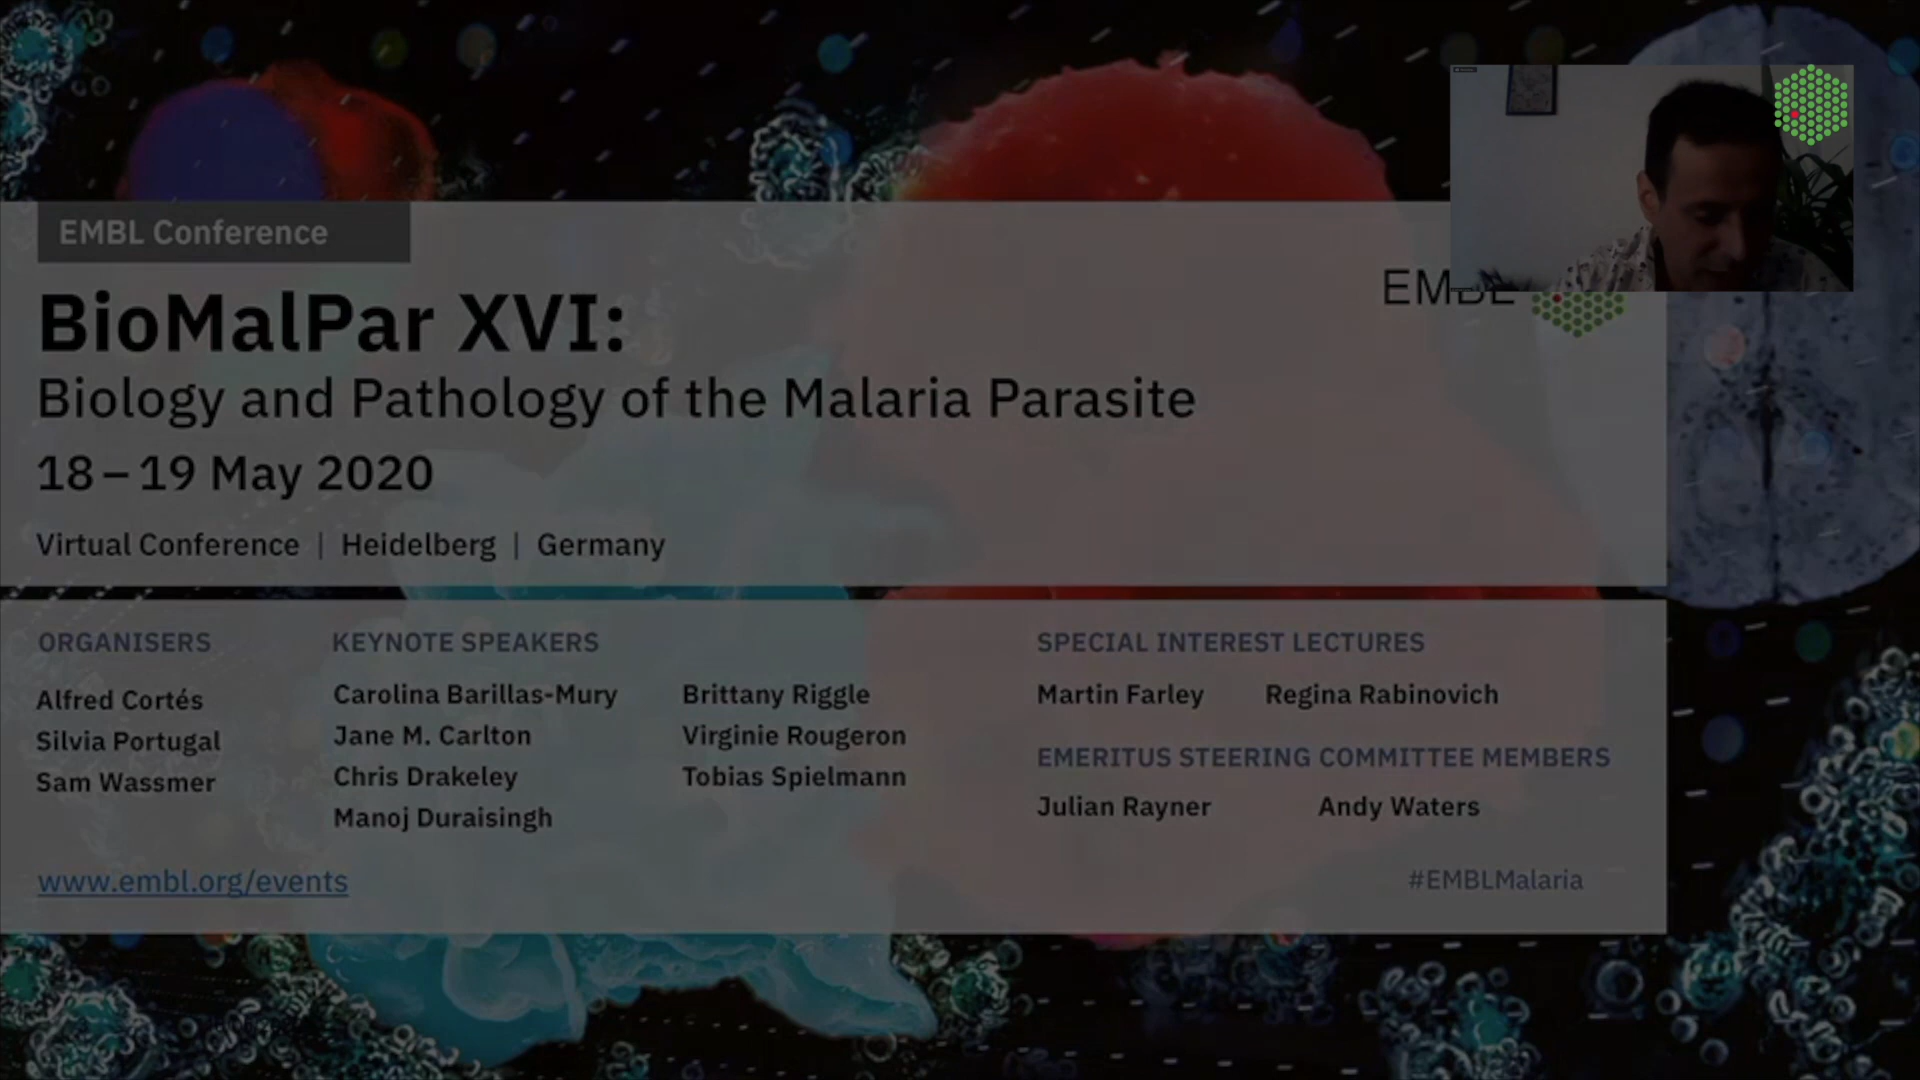 EMBL Conference
BioMalPar XVI:
Biology and Pathology of the Malaria Parasite
18 – 19 May 2020
Virtual Conference | Heidelberg | Germany
EMBL
ORGANISERS
Alfred Cortés
Silvia Portugal
Sam Wassmer
KEYNOTE SPEAKERS
Carolina Barillas-Mury
Jane M. Carlton
Chris Drakeley
Manoj Duraisingh
Brittany Riggle
Virginie Rougeron
Tobias Spielmann
SPECIAL INTEREST LECTURES
Martin Farley Regina Rabinovich
EMERITUS STEERING COMMITTEE MEMBERS
Julian Rayner Andy Waters
www.embl.org/events
#EMBLMalaria